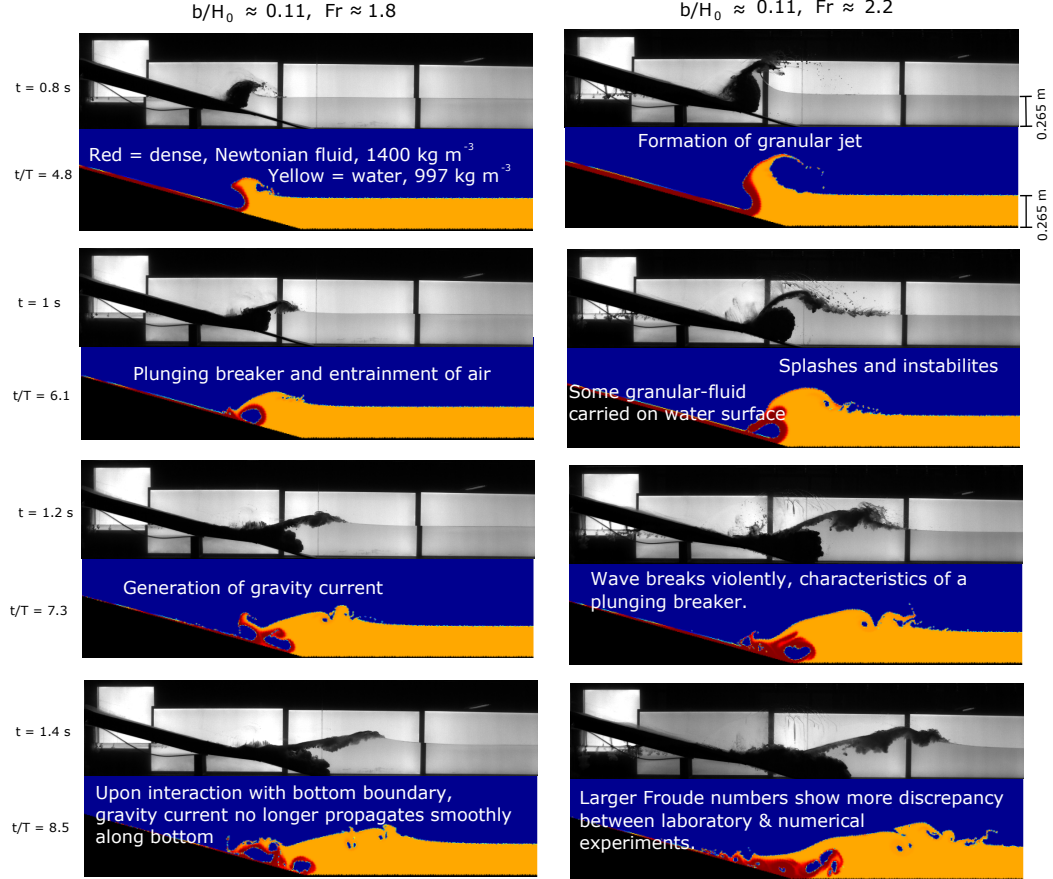 b/H₀ ≈ 0.11, Fr ≈ 1.8
b/H₀ ≈ 0.11, Fr ≈ 2.2
t = 0.8 s
0.265 m
t/T = 4.8
Red = dense, Newtonian fluid, 1400 kg m⁻³
Yellow = water, 997 kg m⁻³
Formation of granular jet
0.265 m
t = 1 s
t/T = 6.1
Plunging breaker and entrainment of air
Splashes and instabilites
Some granular-fluid
carried on water surface
t = 1.2 s
t/T = 7.3
Generation of gravity current
Wave breaks violently, characteristics of a
plunging breaker.
t = 1.4 s
t/T = 8.5
Upon interaction with bottom boundary,
gravity current no longer propagates smoothly
along bottom
Larger Froude numbers show more discrepancy
between laboratory & numerical
experiments.